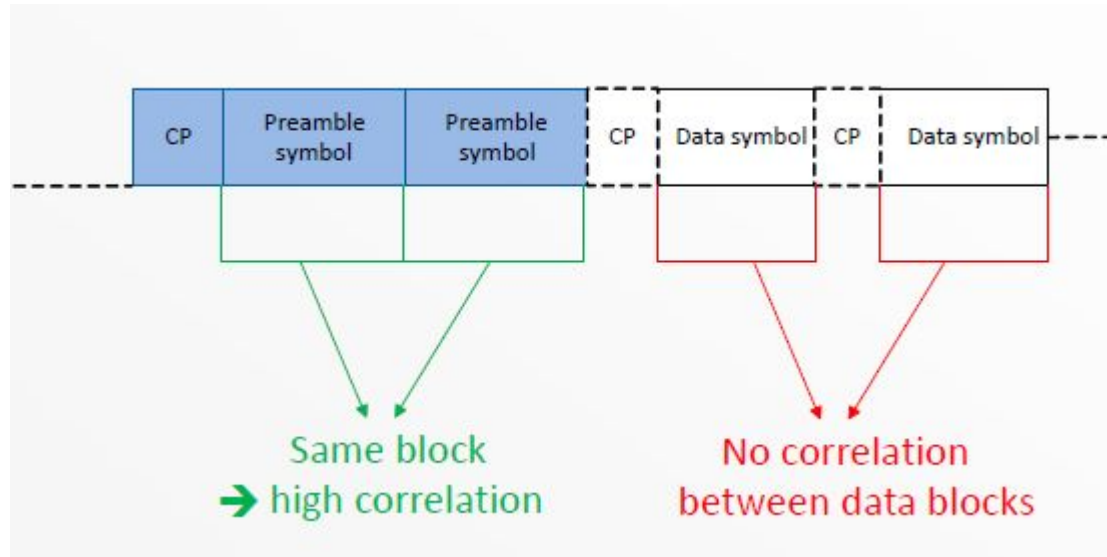 CP
Preamble
symbol
Preamble
symbol
CP
Data symbol
CP
Data symbol
Same block
➔ high correlation
No correlation
between data blocks